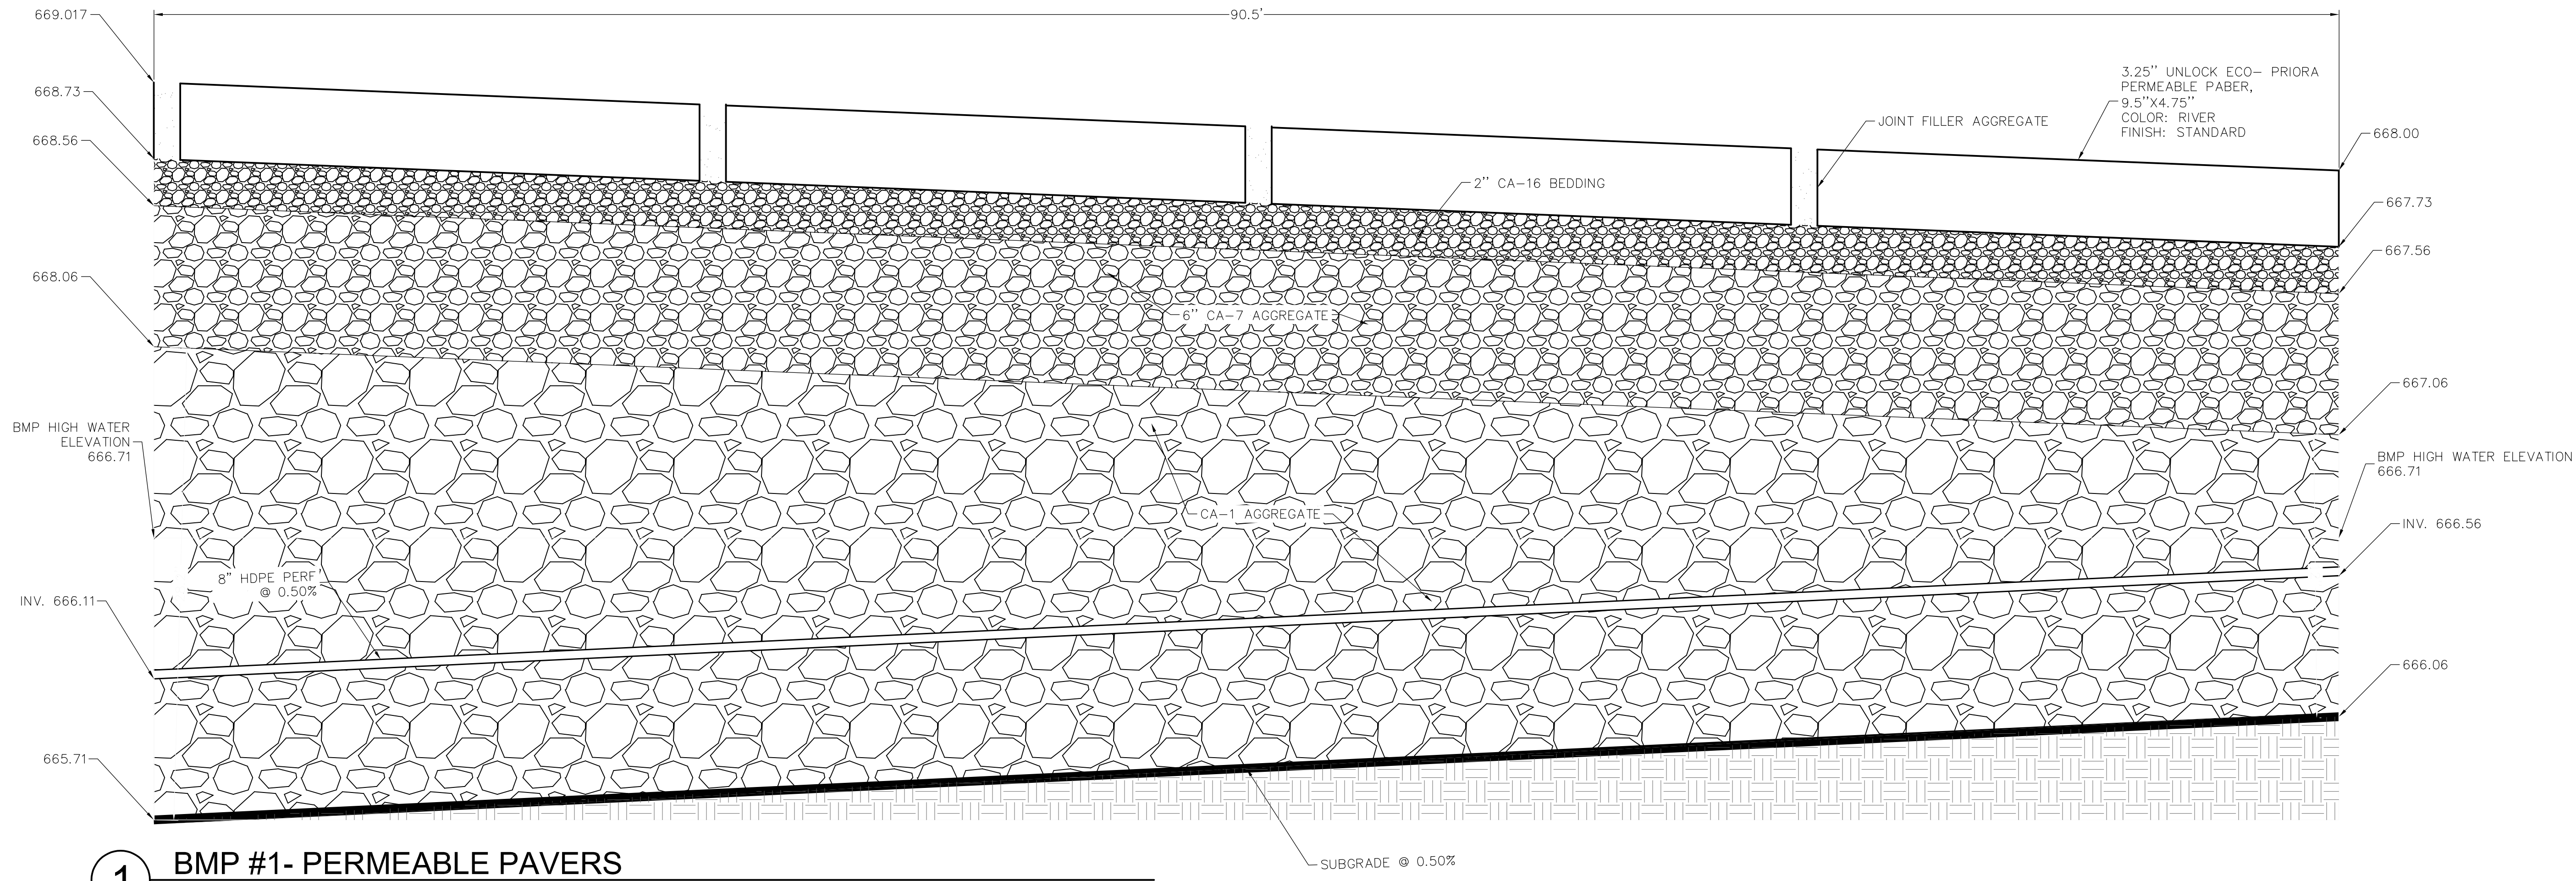 669.017
90.5'
668.73
668.56
668.06
BMP HIGH WATER
ELEVATION
666.71
INV. 666.11
665.71
8" HDPE PERF'
@ 0.50%
3.25" UNLOCK ECO- PRIORA
PERMEABLE PABER,
9.5"X4.75"
COLOR: RIVER
FINISH: STANDARD
JOINT FILLER AGGREGATE
2" CA-16 BEDDING
6" CA-7 AGGREGATE
CA-1 AGGREGATE
668.00
667.73
667.56
667.06
BMP HIGH WATER ELEVATION
666.71
INV. 666.56
666.06
SUBGRADE @ 0.50%
1
BMP #1- PERMEABLE PAVERS